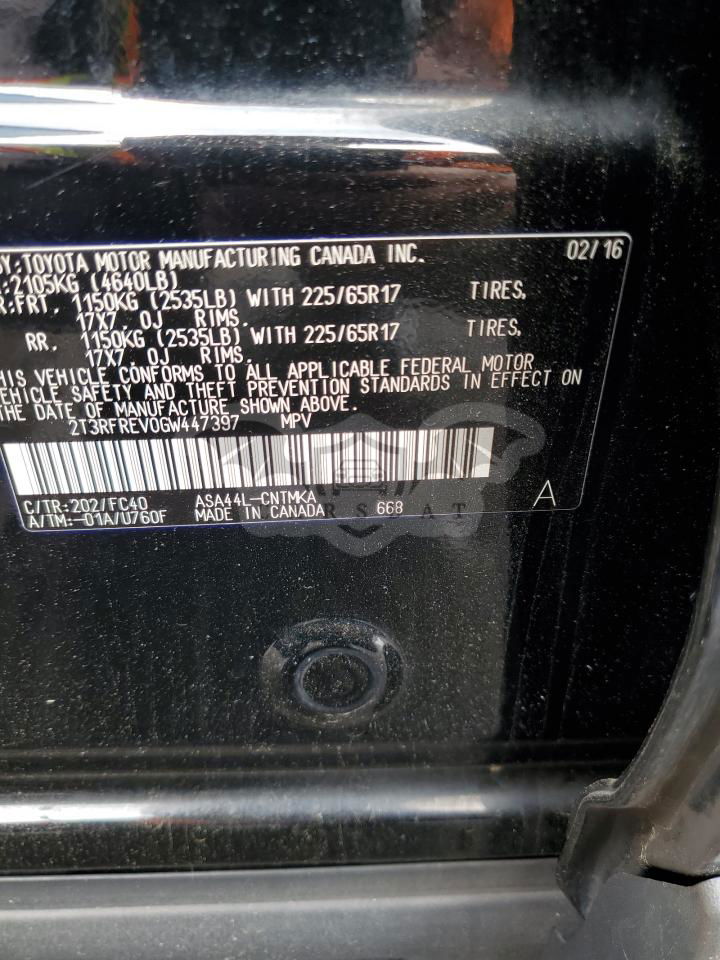 BY:TOYOTA MOTOR MANUFACTURING CANADA INC. 02/16
:2105KG (4640LB)
R:FRT. 1150KG (2535LB) WITH 225/65R17 TIRES,
17X7.0J RIMS.
RR. 1150KG (2535LB) WITH 225/65R17 TIRES,
17X7.0J RIMS.
THIS VEHICLE CONFORMS TO ALL APPLICABLE FEDERAL MOTOR
VEHICLE SAFETY AND THEFT PREVENTION STANDARDS IN EFFECT ON
THE DATE OF MANUFACTURE SHOWN ABOVE.
2T3RFREV0GW447397 MPV
C/TR:202/FC40 ASA44L-CNTMKA
A/TM:-01A/U760F MADE IN CANADA 668 A